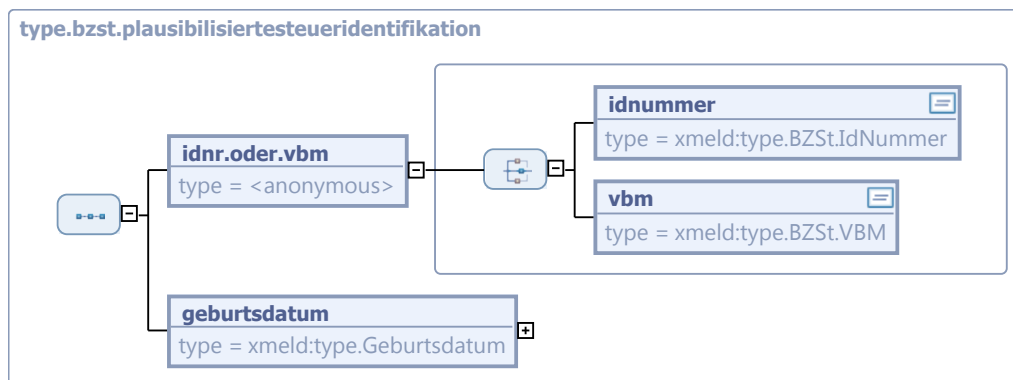 type.bzst.plausibilisiertesteueridentifikation
idnr.oder.vbm
type = <anonymous>
idnummer
type = xmeld:type.BZSt.IdNummer
vbm
type = xmeld:type.BZSt.VBM
geburtsdatum
type = xmeld:type.Geburtsdatum